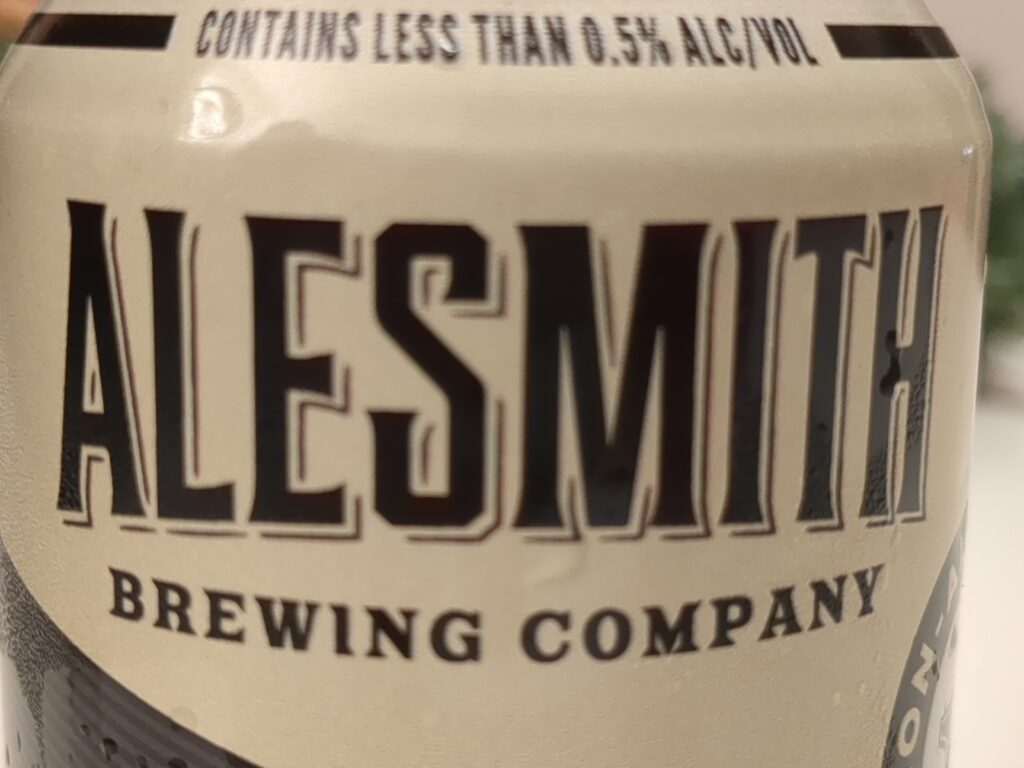 CONTAINS LESS THAN 0.5% ALC/VOL
ALESMITH
BREWING COMPANY